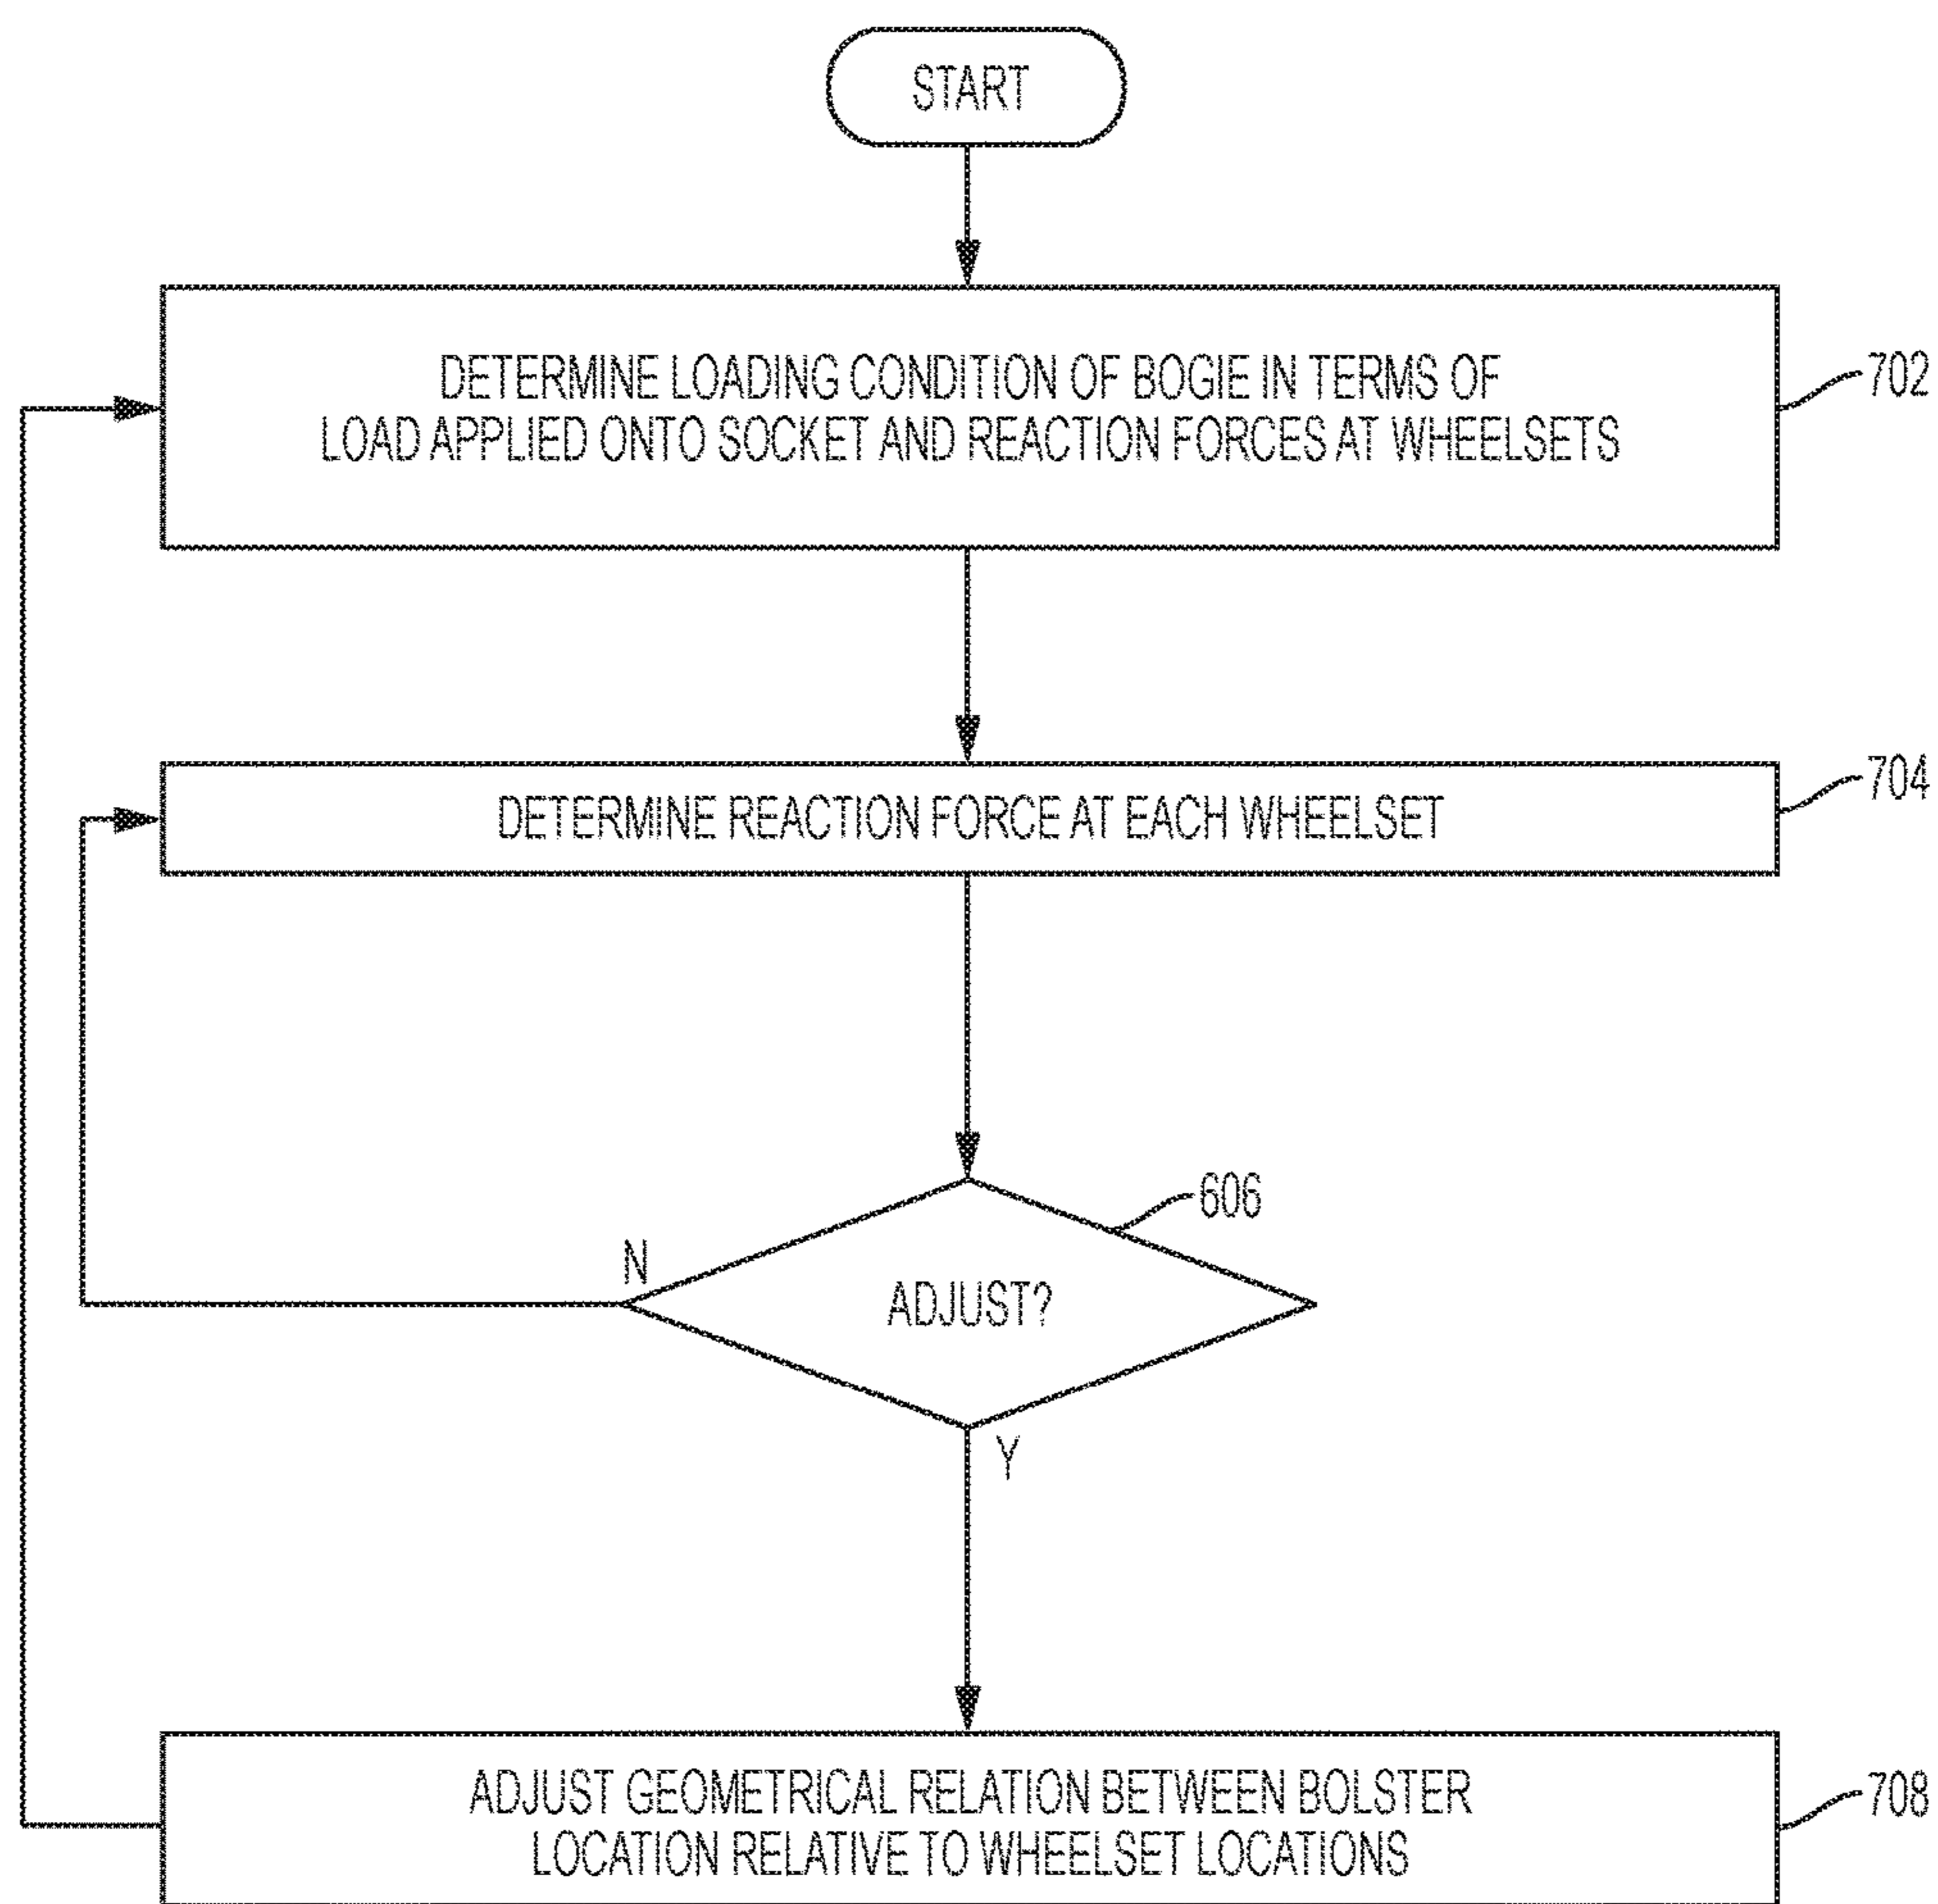 START
DETERMINE LOADING CONDITION OF BOGIE IN TERMS OF
LOAD APPLIED ONTO SOCKET AND REACTION FORCES AT WHEELSETS
702
DETERMINE REACTION FORCE AT EACH WHEELSET
704
606
N
ADJUST?
Y
ADJUST GEOMETRICAL RELATION BETWEEN BOLSTER
LOCATION RELATIVE TO WHEELSET LOCATIONS
708